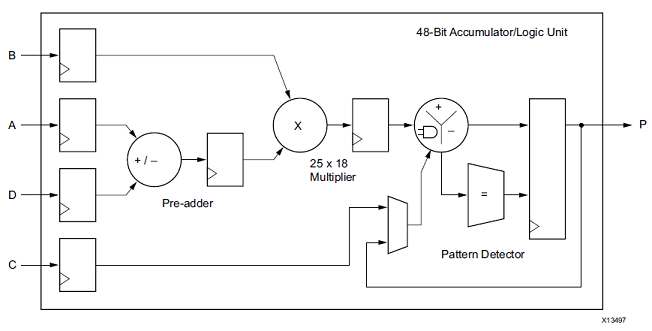 48-Bit Accumulator/Logic Unit
B
A
D
C
+ / –
Pre-adder
X
25 x 18
Multiplier
+
–
=
Pattern Detector
P
X13497